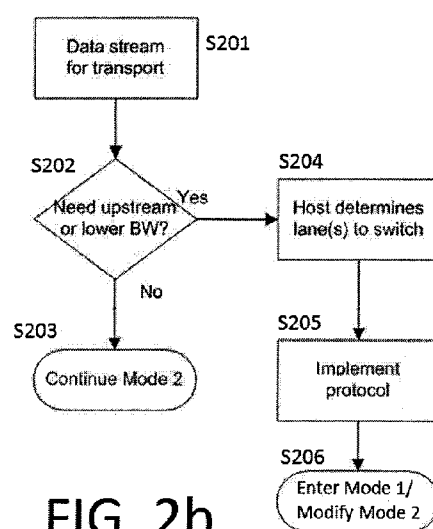 Data stream
for transport
S201
S202
Need upstream
or lower BW?
Yes
S204
Host determines
lane(s) to switch
No
S203
Continue Mode 2
S205
Implement
protocol
S206
Enter Mode 1/
Modify Mode 2
FIG. 2b